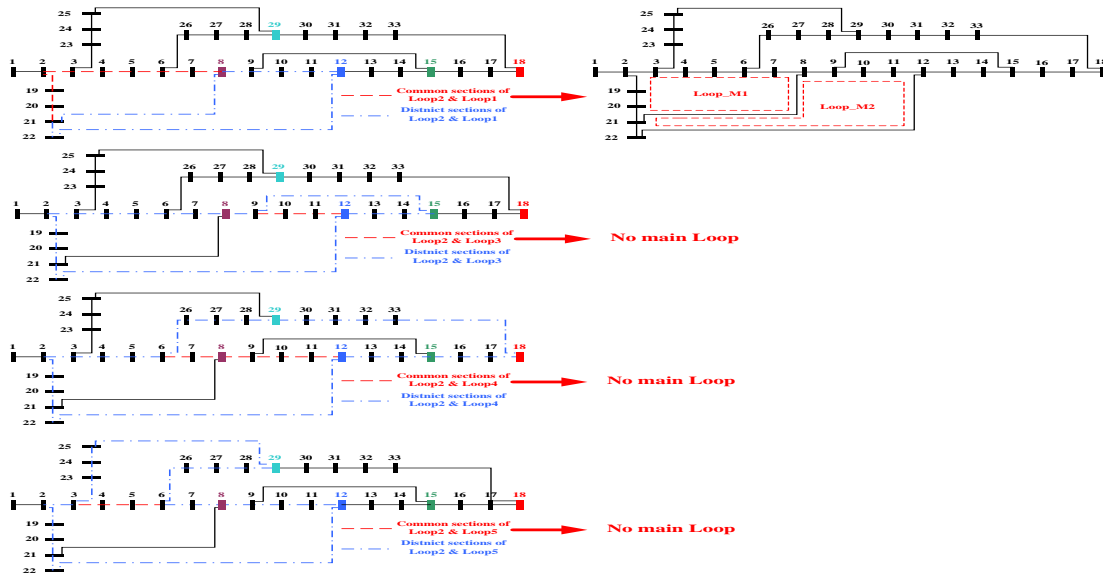 25
24
23
26 27 28 29 30 31 32 33
1 2 3 4 5 6 7 8 9 10 11 12 13 14 15 16 17 18
19
20
21
22
Common sections of
Loop2 & Loop1
District sections of
Loop2 & Loop1
25
24
23
26 27 28 29 30 31 32 33
1 2 3 4 5 6 7 8 9 10 11 12 13 14 15 16 17 18
19
20
21
22
Loop_M1
Loop_M2
25
24
23
26 27 28 29 30 31 32 33
1 2 3 4 5 6 7 8 9 10 11 12 13 14 15 16 17 18
19
20
21
22
Common sections of
Loop2 & Loop3
District sections of
Loop2 & Loop3
No main Loop
25
24
23
26 27 28 29 30 31 32 33
1 2 3 4 5 6 7 8 9 10 11 12 13 14 15 16 17 18
19
20
21
22
Common sections of
Loop2 & Loop4
District sections of
Loop2 & Loop4
No main Loop
25
24
23
26 27 28 29 30 31 32 33
1 2 3 4 5 6 7 8 9 10 11 12 13 14 15 16 17 18
19
20
21
22
Common sections of
Loop2 & Loop5
District sections of
Loop2 & Loop5
No main Loop